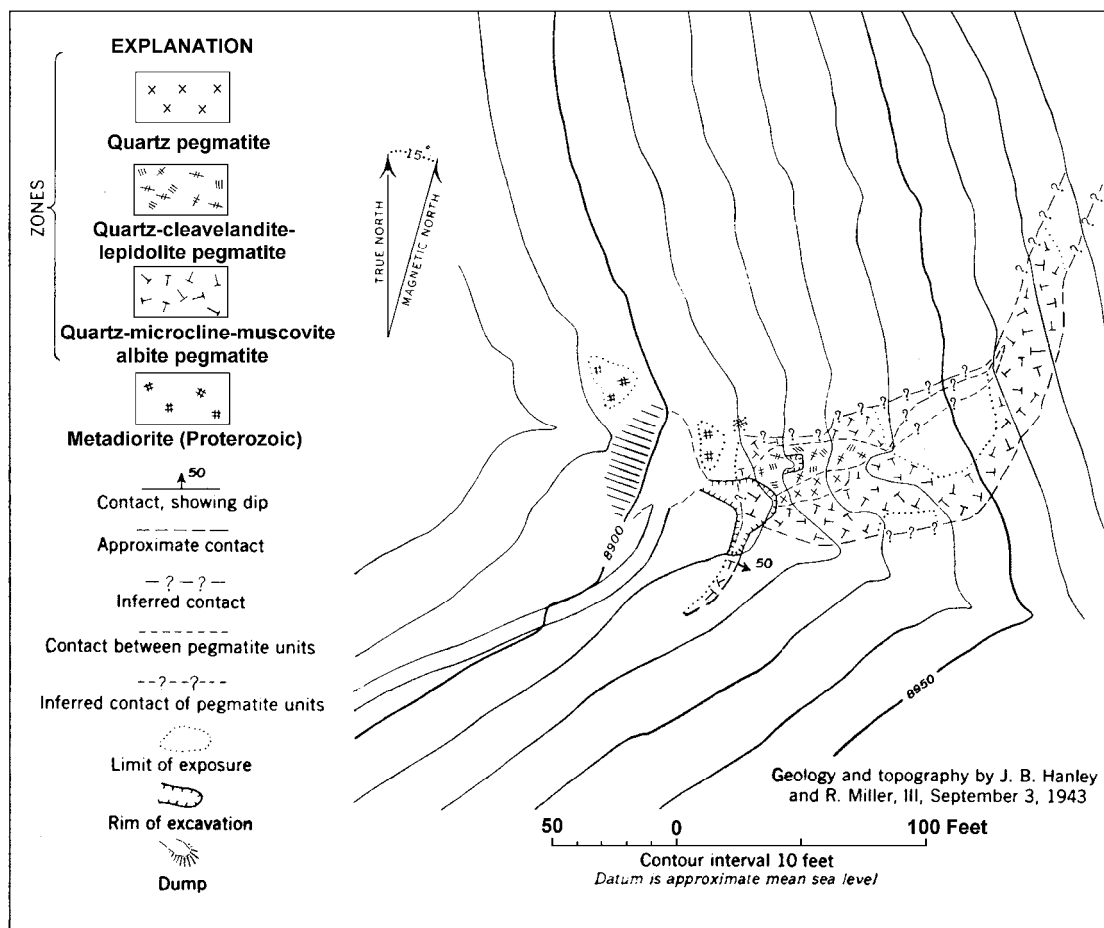 EXPLANATION
ZONES
Quartz pegmatite
Quartz-cleavelandite-
lepidolite pegmatite
Quartz-microcline-muscovite
albite pegmatite
Metadiorite (Proterozoic)
50
Contact, showing dip
Approximate contact
—?—?—
Inferred contact
Contact between pegmatite units
--?--?---
Inferred contact of pegmatite units
Limit of exposure
Rim of excavation
Dump
15°
TRUE NORTH
MAGNETIC NORTH
8900
50
8950
Geology and topography by J. B. Hanley
and R. Miller, III, September 3, 1943
50 0 100 Feet
Contour interval 10 feet
Datum is approximate mean sea level